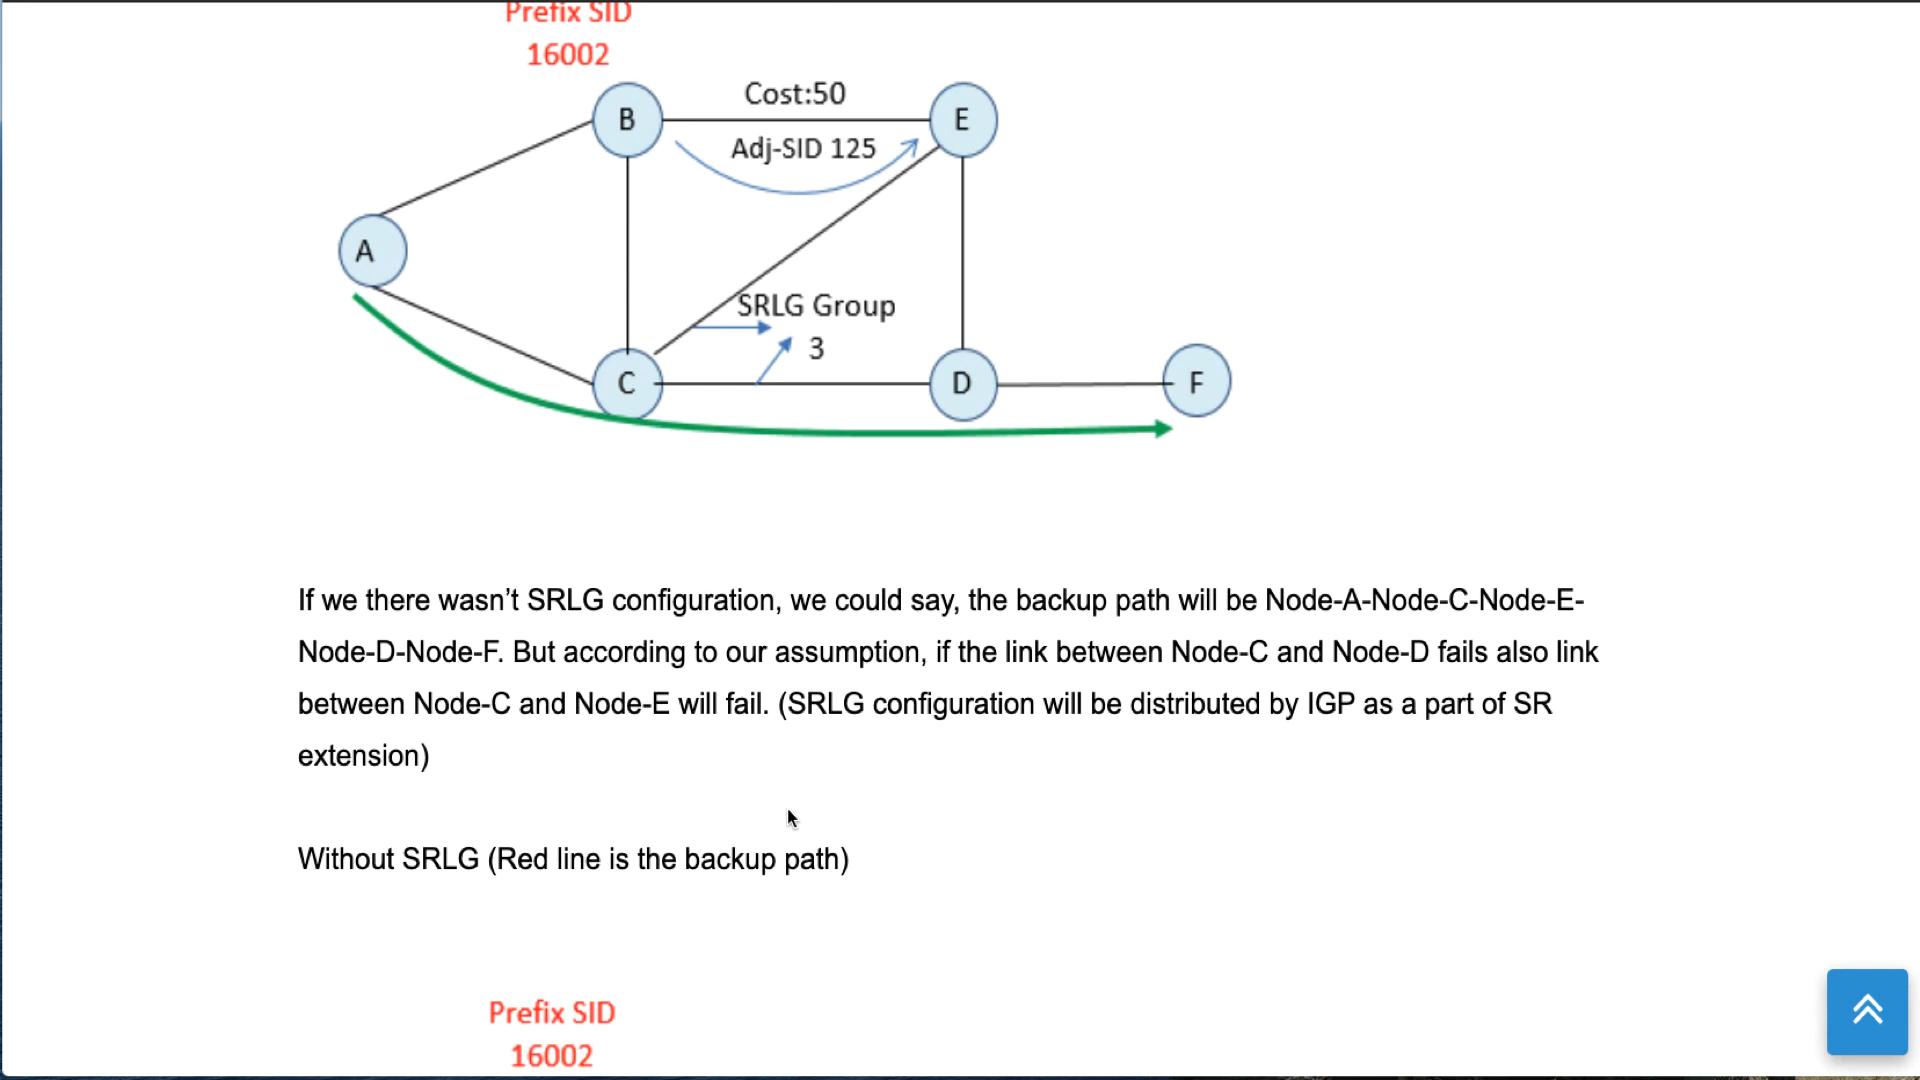 Prefix SID
16002
Cost:50
B
E
Adj-SID 125
A
SRLG Group
3
C
D
F
If we there wasn’t SRLG configuration, we could say, the backup path will be Node-A-Node-C-Node-E-
Node-D-Node-F. But according to our assumption, if the link between Node-C and Node-D fails also link
between Node-C and Node-E will fail. (SRLG configuration will be distributed by IGP as a part of SR
extension)
Without SRLG (Red line is the backup path)
Prefix SID
16002